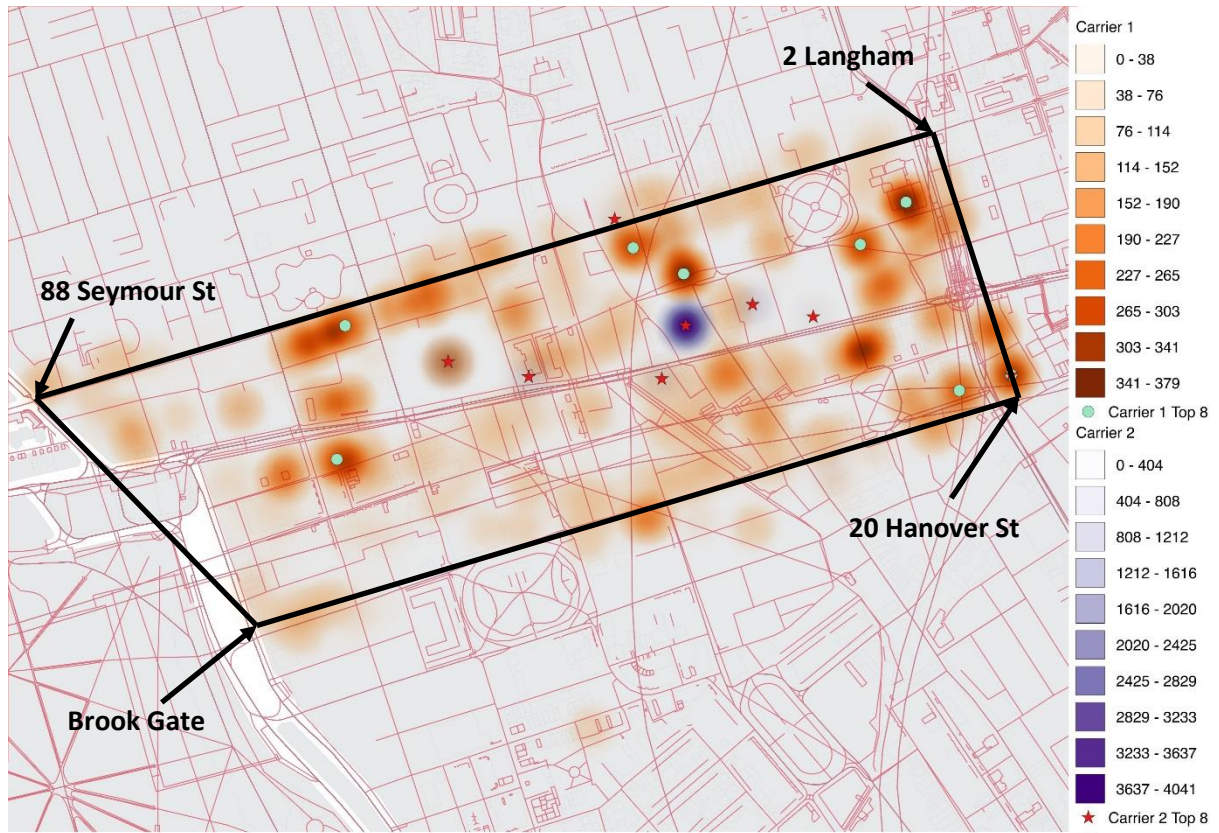 2 Langham
88 Seymour St
20 Hanover St
Brook Gate
Carrier 1
0 - 38
38 - 76
76 - 114
114 - 152
152 - 190
190 - 227
227 - 265
265 - 303
303 - 341
341 - 379
Carrier 1 Top 8
Carrier 2
0 - 404
404 - 808
808 - 1212
1212 - 1616
1616 - 2020
2020 - 2425
2425 - 2829
2829 - 3233
3233 - 3637
3637 - 4041
Carrier 2 Top 8